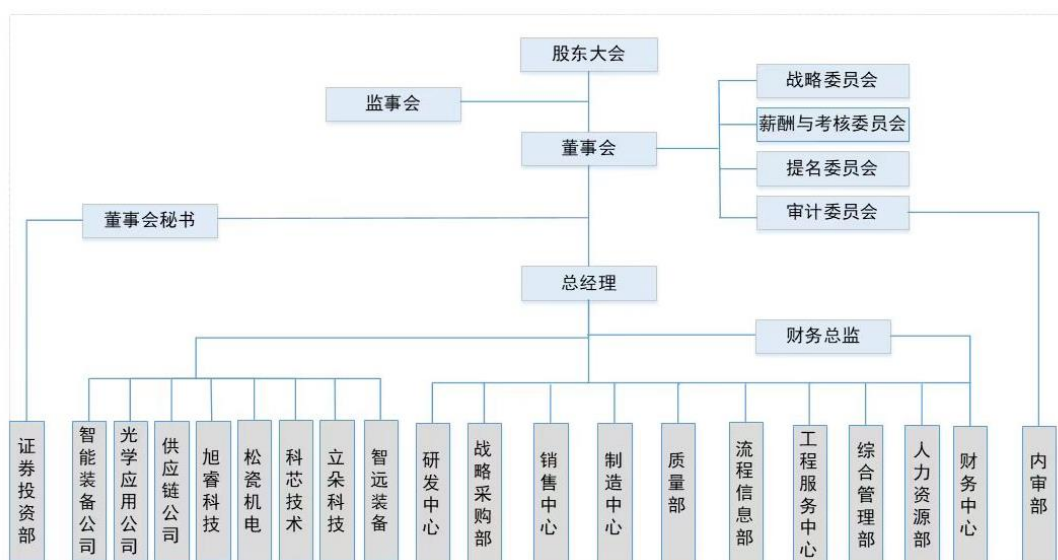 股东大会
监事会
战略委员会
薪酬与考核委员会
董事会
提名委员会
董事会秘书
审计委员会
总经理
财务总监
证券投资部
智能装备公司
光学应用公司
供应链公司
旭睿科技
松瓷机电
科芯技术
立朵科技
智远装备
研发中心
战略采购部
销售中心
制造中心
质量部
流程信息部
工程服务中心
综合管理部
人力资源部
财务中心
内审部